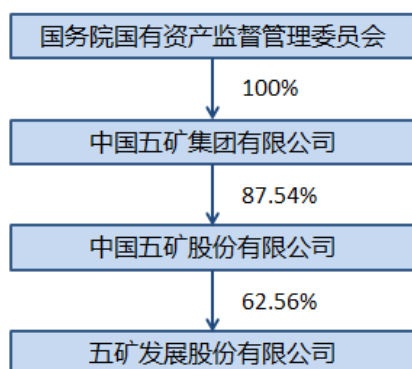 国务院国有资产监督管理委员会
100%
中国五矿集团有限公司
87.54%
中国五矿股份有限公司
62.56%
五矿发展股份有限公司